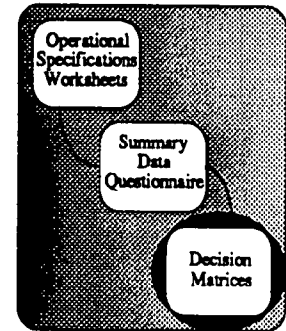 Operational
Specifications
Worksheets
Summary
Data
Questionnaire
Decision
Matrices